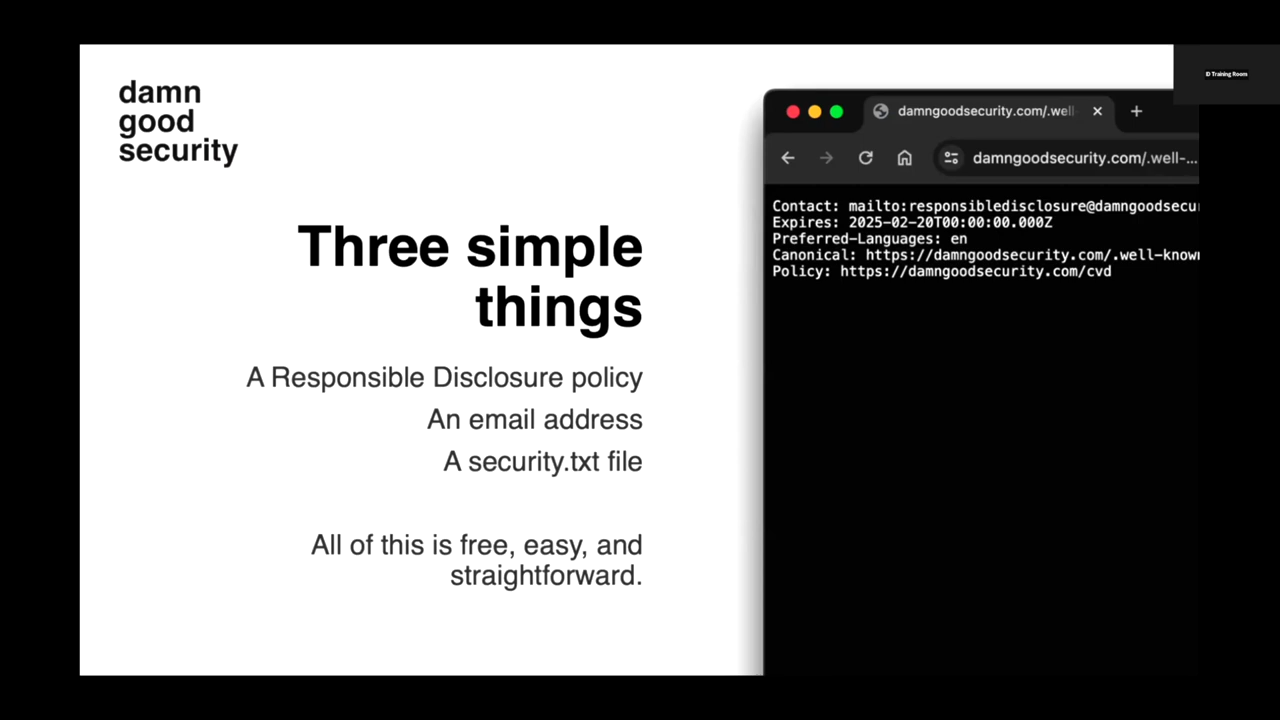 damn
good
security
Three simple
things
A Responsible Disclosure policy
An email address
A security.txt file
All of this is free, easy, and
straightforward.
damngoodsecurity.com/.well-
damngoodsecurity.com/.well-...
Contact: mailto:responsibledisclosure@damngoodsecu
Expires: 2025-02-20T00:00:00.000Z
Preferred-Languages: en
Canonical: https://damngoodsecurity.com/.well-known
Policy: https://damngoodsecurity.com/cvd
ID Training Room